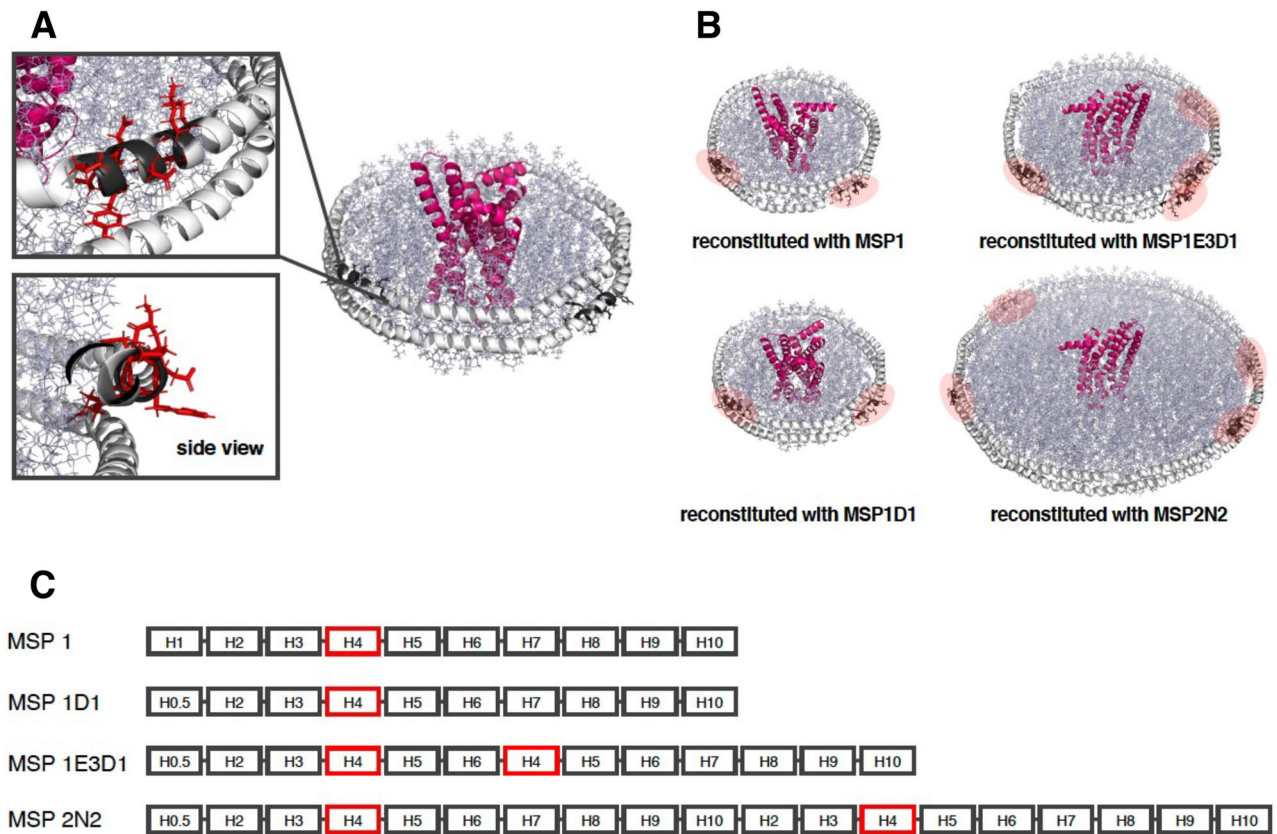 A
B
side view
reconstituted with MSP1
reconstituted with MSP1E3D1
reconstituted with MSP1D1
reconstituted with MSP2N2
C
MSP 1 H1 H2 H3 H4 H5 H6 H7 H8 H9 H10
MSP 1D1 H0.5 H2 H3 H4 H5 H6 H7 H8 H9 H10
MSP 1E3D1 H0.5 H2 H3 H4 H5 H6 H4 H5 H6 H7 H8 H9 H10
MSP 2N2 H0.5 H2 H3 H4 H5 H6 H7 H8 H9 H10 H2 H3 H4 H5 H6 H7 H8 H9 H10